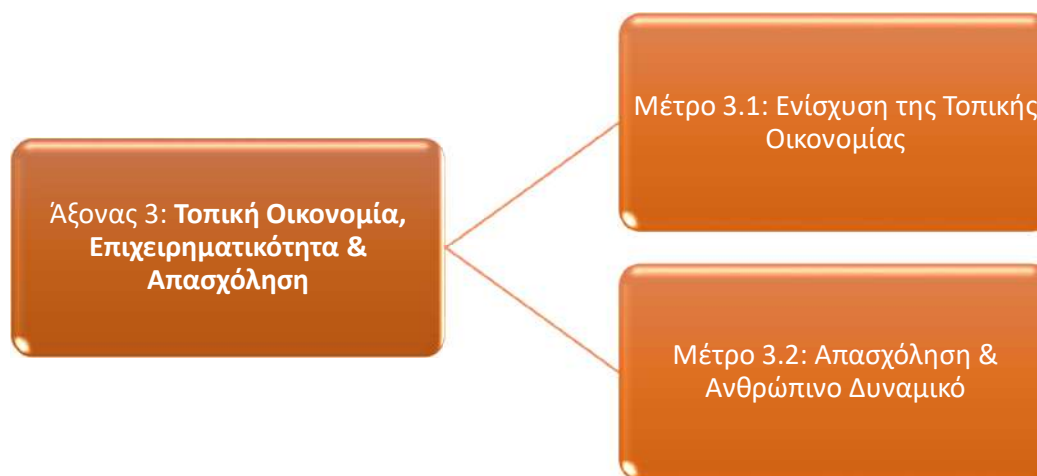 Άξονας 3: Τοπική Οικονομία,
Επιχειρηματικότητα &
Απασχόληση
Μέτρο 3.1: Ενίσχυση της Τοπικής
Οικονομίας
Μέτρο 3.2: Απασχόληση &
Ανθρώπινο Δυναμικό